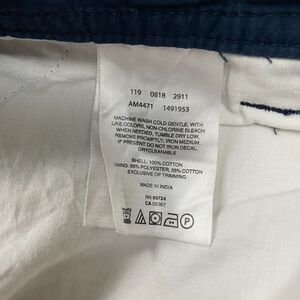 119 0818 2911
AM4471 1491953
MACHINE WASH COLD GENTLE, WITH
LIKE COLORS, NON-CHLORINE BLEACH
WHEN NEEDED, TUMBLE DRY LOW,
REMOVE PROMPTLY, IRON MEDIUM,
IF PRESENT DO NOT IRON DECAL.
DRYCLEANABLE
SHELL: 100% COTTON
LINING: 65% POLYESTER, 35% COTTON
EXCLUSIVE OF TRIMMING
MADE IN INDIA
RN 89724
CA 05367
P